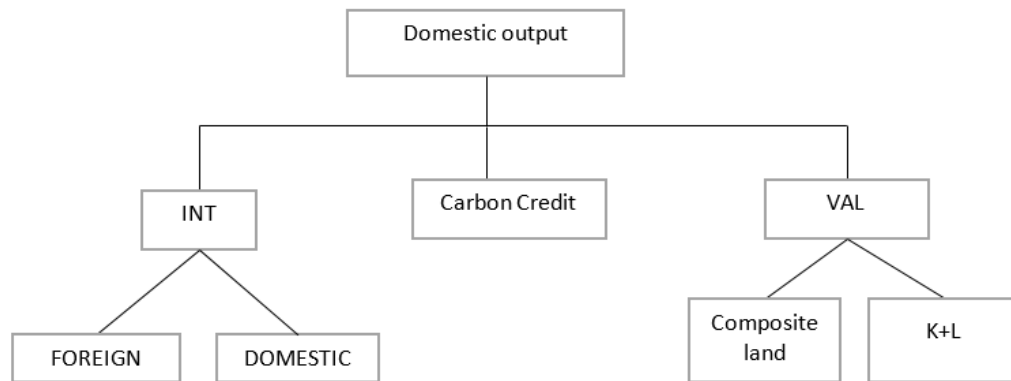 Domestic output
INT
Carbon Credit
VAL
FOREIGN
DOMESTIC
Composite
land
K+L